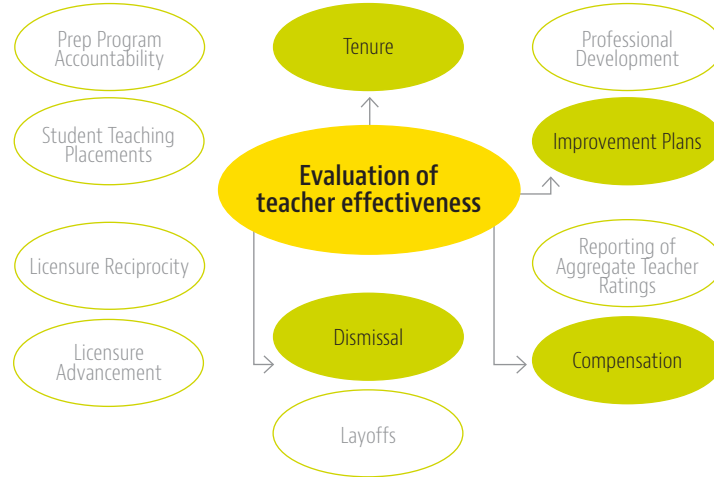 Prep Program
Accountability
Tenure
Professional
Development
Student Teaching
Placements
Improvement Plans
Evaluation of
teacher effectiveness
Licensure Reciprocity
Reporting of
Aggregate Teacher
Ratings
Licensure
Advancement
Dismissal
Compensation
Layoffs